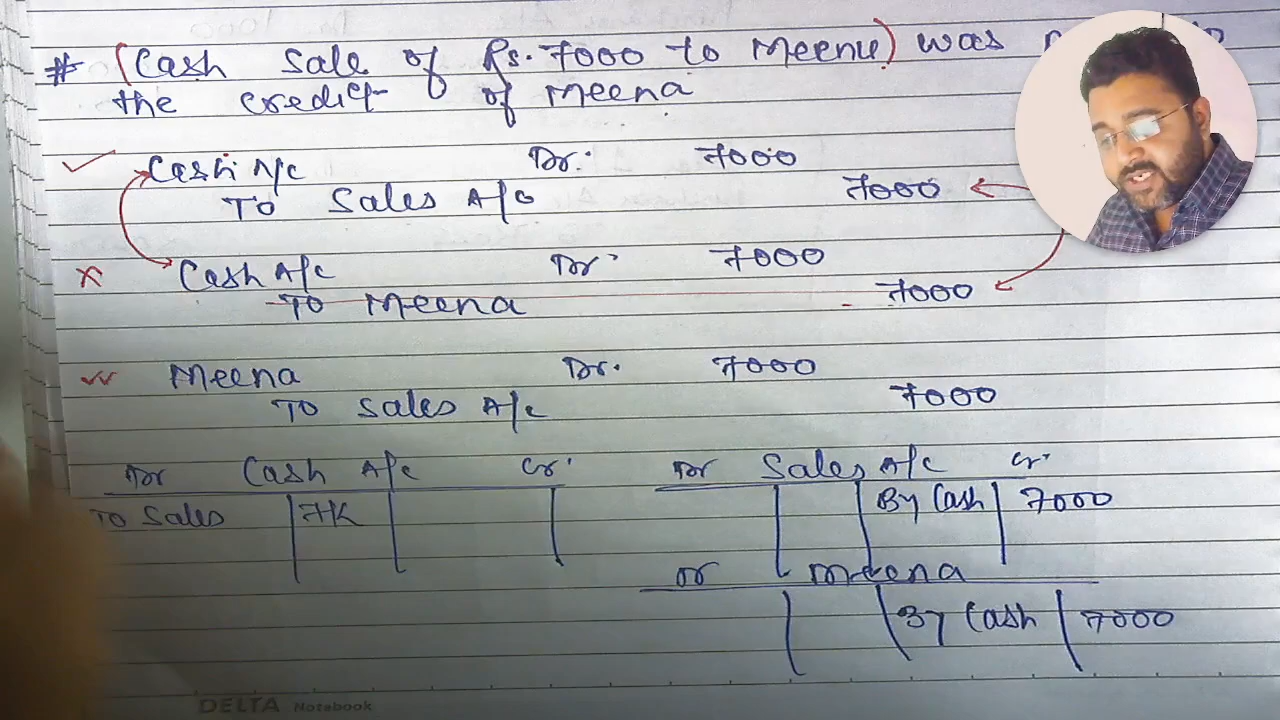 # (Cash Sale of Rs. 7000 to Meenu) was
the credit of Meena
✓ Cash A/c Dr. 7000
To Sales A/c 7000
✗ Cash A/c Dr. 7000
To Meena 7000
Meena Dr. 7000
To Sales A/c 7000
Dr Cash A/c Cr.
To Sales 7K
Dr Sales A/c Cr.
By Cash 7000
Dr Meena
By Cash 7000
DELTA Notebook